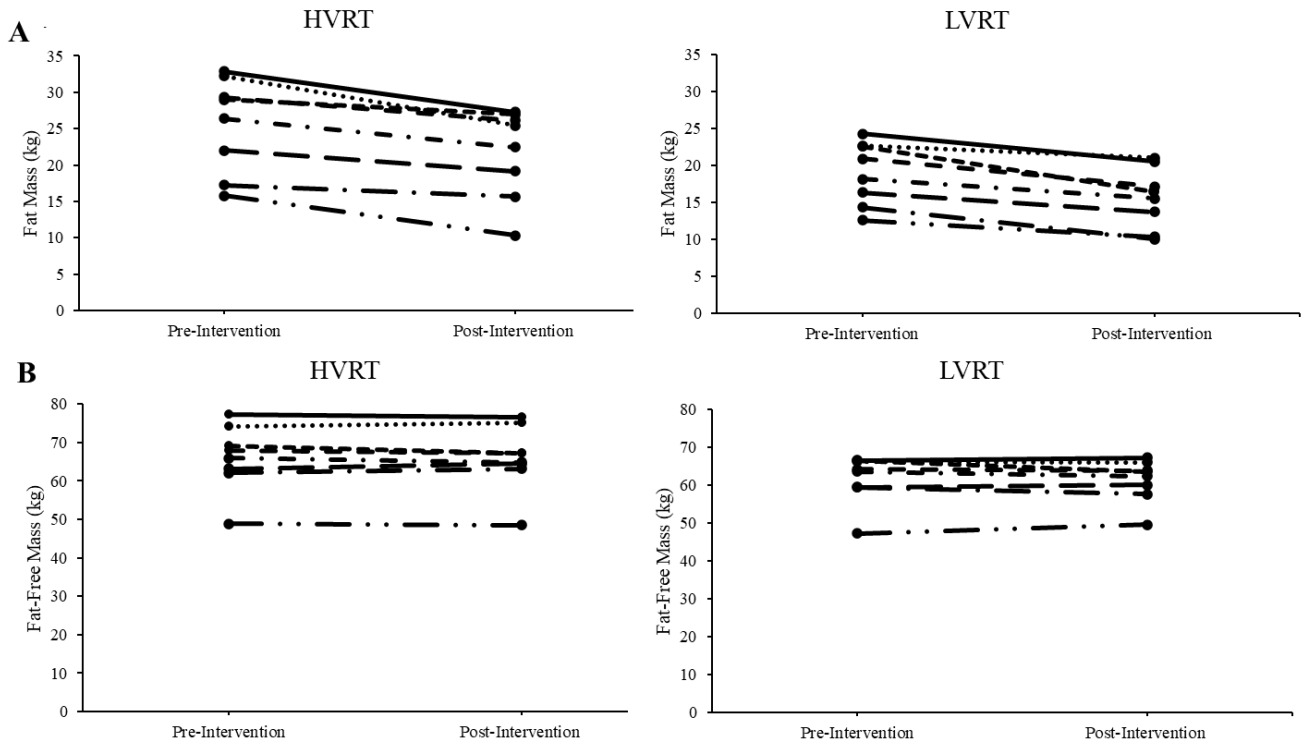 A
HVRT
Fat Mass (kg)
35
30
25
20
15
10
5
0
Pre-Intervention Post-Intervention
LVRT
Fat Mass (kg)
35
30
25
20
15
10
5
0
Pre-Intervention Post-Intervention
B
HVRT
Fat-Free Mass (kg)
80
70
60
50
40
30
20
10
0
Pre-Intervention Post-Intervention
LVRT
Fat-Free Mass (kg)
80
70
60
50
40
30
20
10
0
Pre-Intervention Post-Intervention